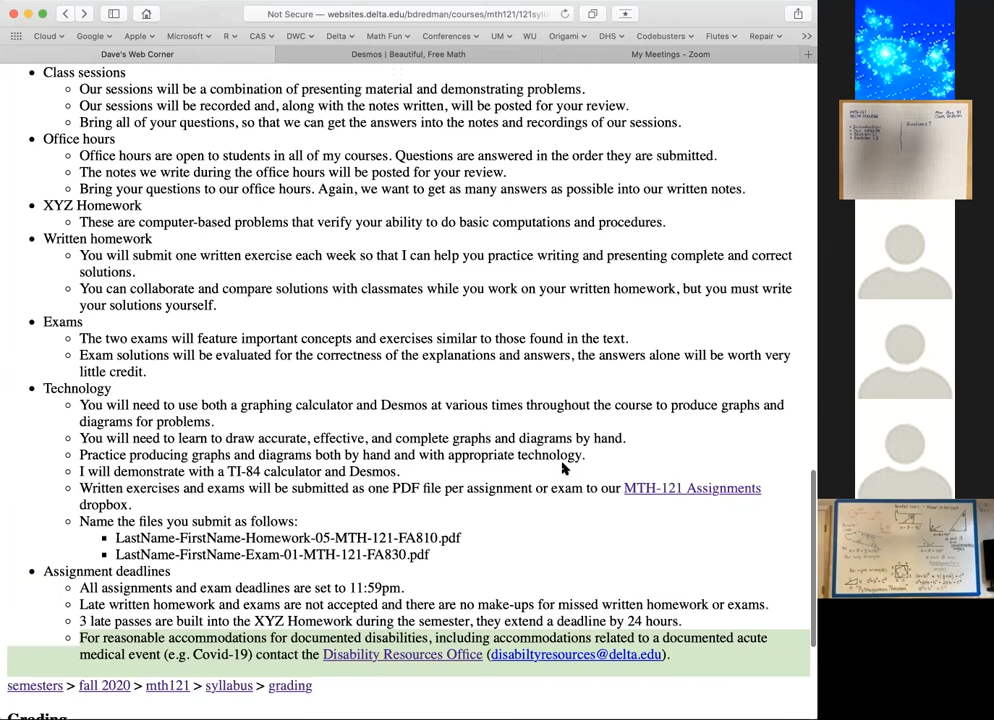 Not Secure — websites.delta.edu/bdredman/courses/mth121/121syll
Cloud Google Apple Microsoft R CAS DWC Delta Math Fun Conferences UM WU Origami DHS Codebusters Flutes Repair >>
Dave's Web Corner Desmos | Beautiful, Free Math My Meetings - Zoom +
• Class sessions
Our sessions will be a combination of presenting material and demonstrating problems.
Our sessions will be recorded and, along with the notes written, will be posted for your review.
Bring all of your questions, so that we can get the answers into the notes and recordings of our sessions.
• Office hours
Office hours are open to students in all of my courses. Questions are answered in the order they are submitted.
The notes we write during the office hours will be posted for your review.
Bring your questions to our office hours. Again, we want to get as many answers as possible into our written notes.
• XYZ Homework
These are computer-based problems that verify your ability to do basic computations and procedures.
• Written homework
You will submit one written exercise each week so that I can help you practice writing and presenting complete and correct
solutions.
You can collaborate and compare solutions with classmates while you work on your written homework, but you must write
your solutions yourself.
• Exams
The two exams will feature important concepts and exercises similar to those found in the text.
Exam solutions will be evaluated for the correctness of the explanations and answers, the answers alone will be worth very
little credit.
• Technology
You will need to use both a graphing calculator and Desmos at various times throughout the course to produce graphs and
diagrams for problems.
You will need to learn to draw accurate, effective, and complete graphs and diagrams by hand.
Practice producing graphs and diagrams both by hand and with appropriate technology.
I will demonstrate with a TI-84 calculator and Desmos.
Written exercises and exams will be submitted as one PDF file per assignment or exam to our MTH-121 Assignments
dropbox.
Name the files you submit as follows:
LastName-FirstName-Homework-05-MTH-121-FA810.pdf
LastName-FirstName-Exam-01-MTH-121-FA830.pdf
• Assignment deadlines
All assignments and exam deadlines are set to 11:59pm.
Late written homework and exams are not accepted and there are no make-ups for missed written homework or exams.
3 late passes are built into the XYZ Homework during the semester, they extend a deadline by 24 hours.
For reasonable accommodations for documented disabilities, including accommodations related to a documented acute
medical event (e.g. Covid-19) contact the Disability Resources Office (disabiltyresources@delta.edu).
semesters > fall 2020 > mth121 > syllabus > grading
Grading
MTH-121
DELTA COLLEGE
Questions?
Pythagorean Theorem